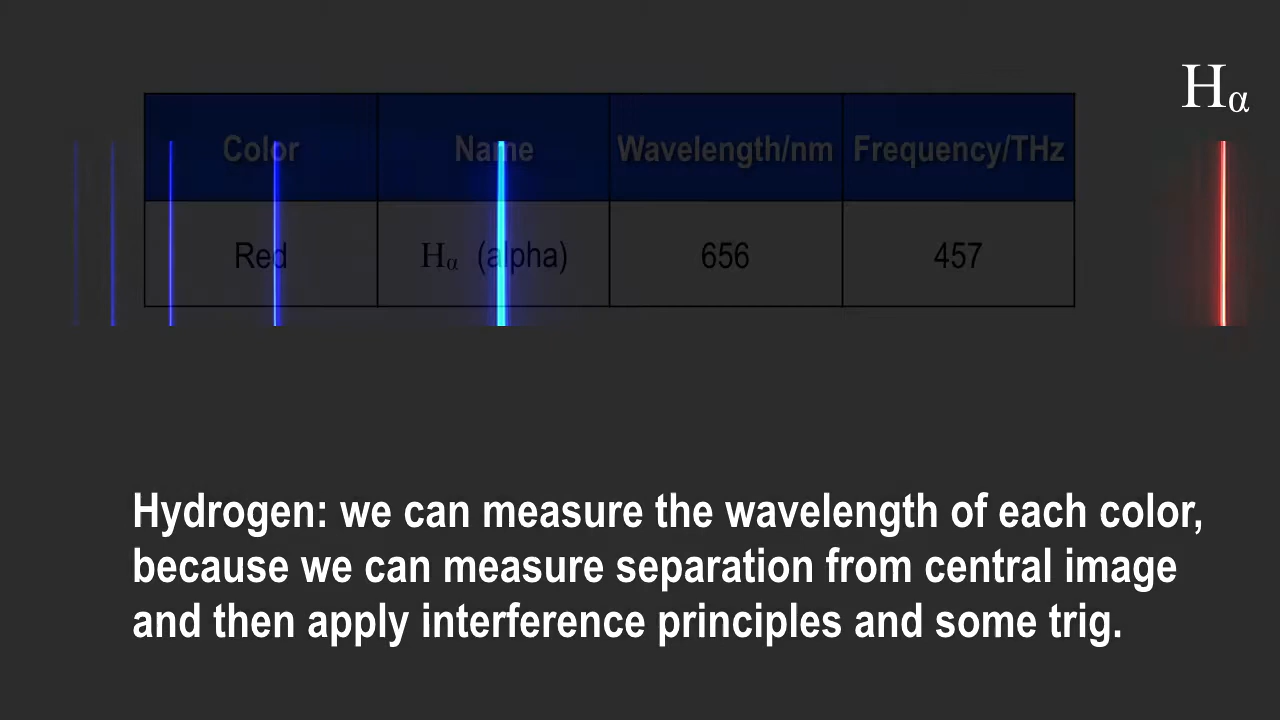 Hα
Color Name Wavelength/nm Frequency/THz
Red Hα (alpha) 656 457
Hydrogen: we can measure the wavelength of each color,
because we can measure separation from central image
and then apply interference principles and some trig.